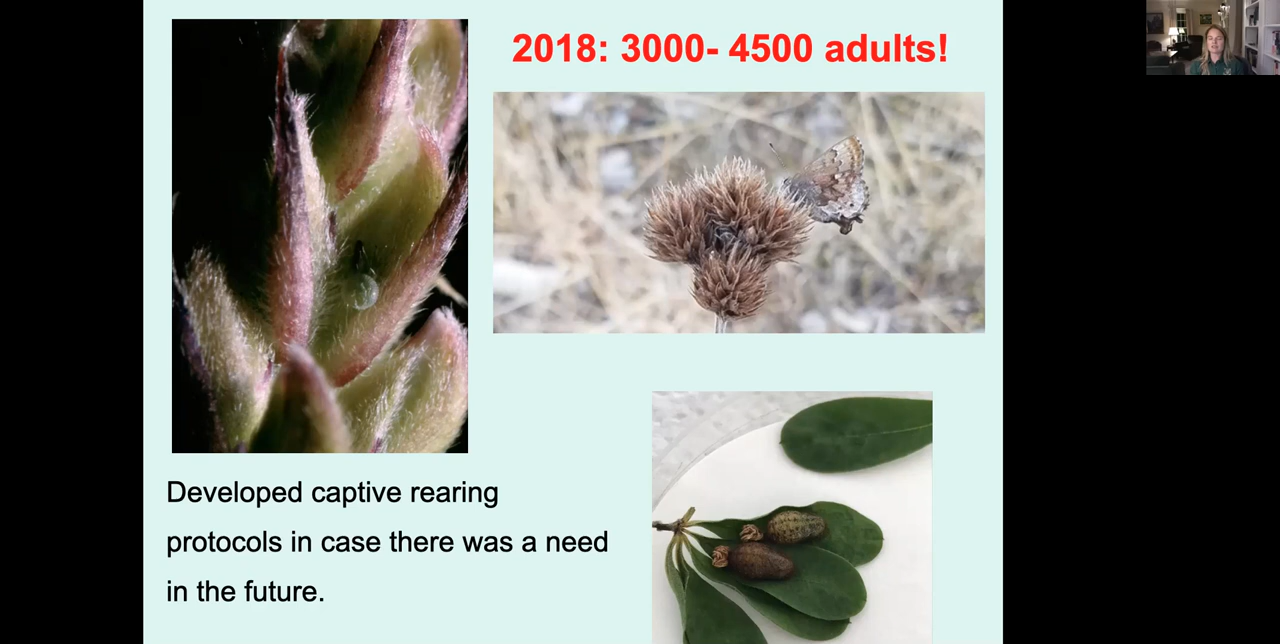 2018: 3000- 4500 adults!
Developed captive rearing
protocols in case there was a need
in the future.